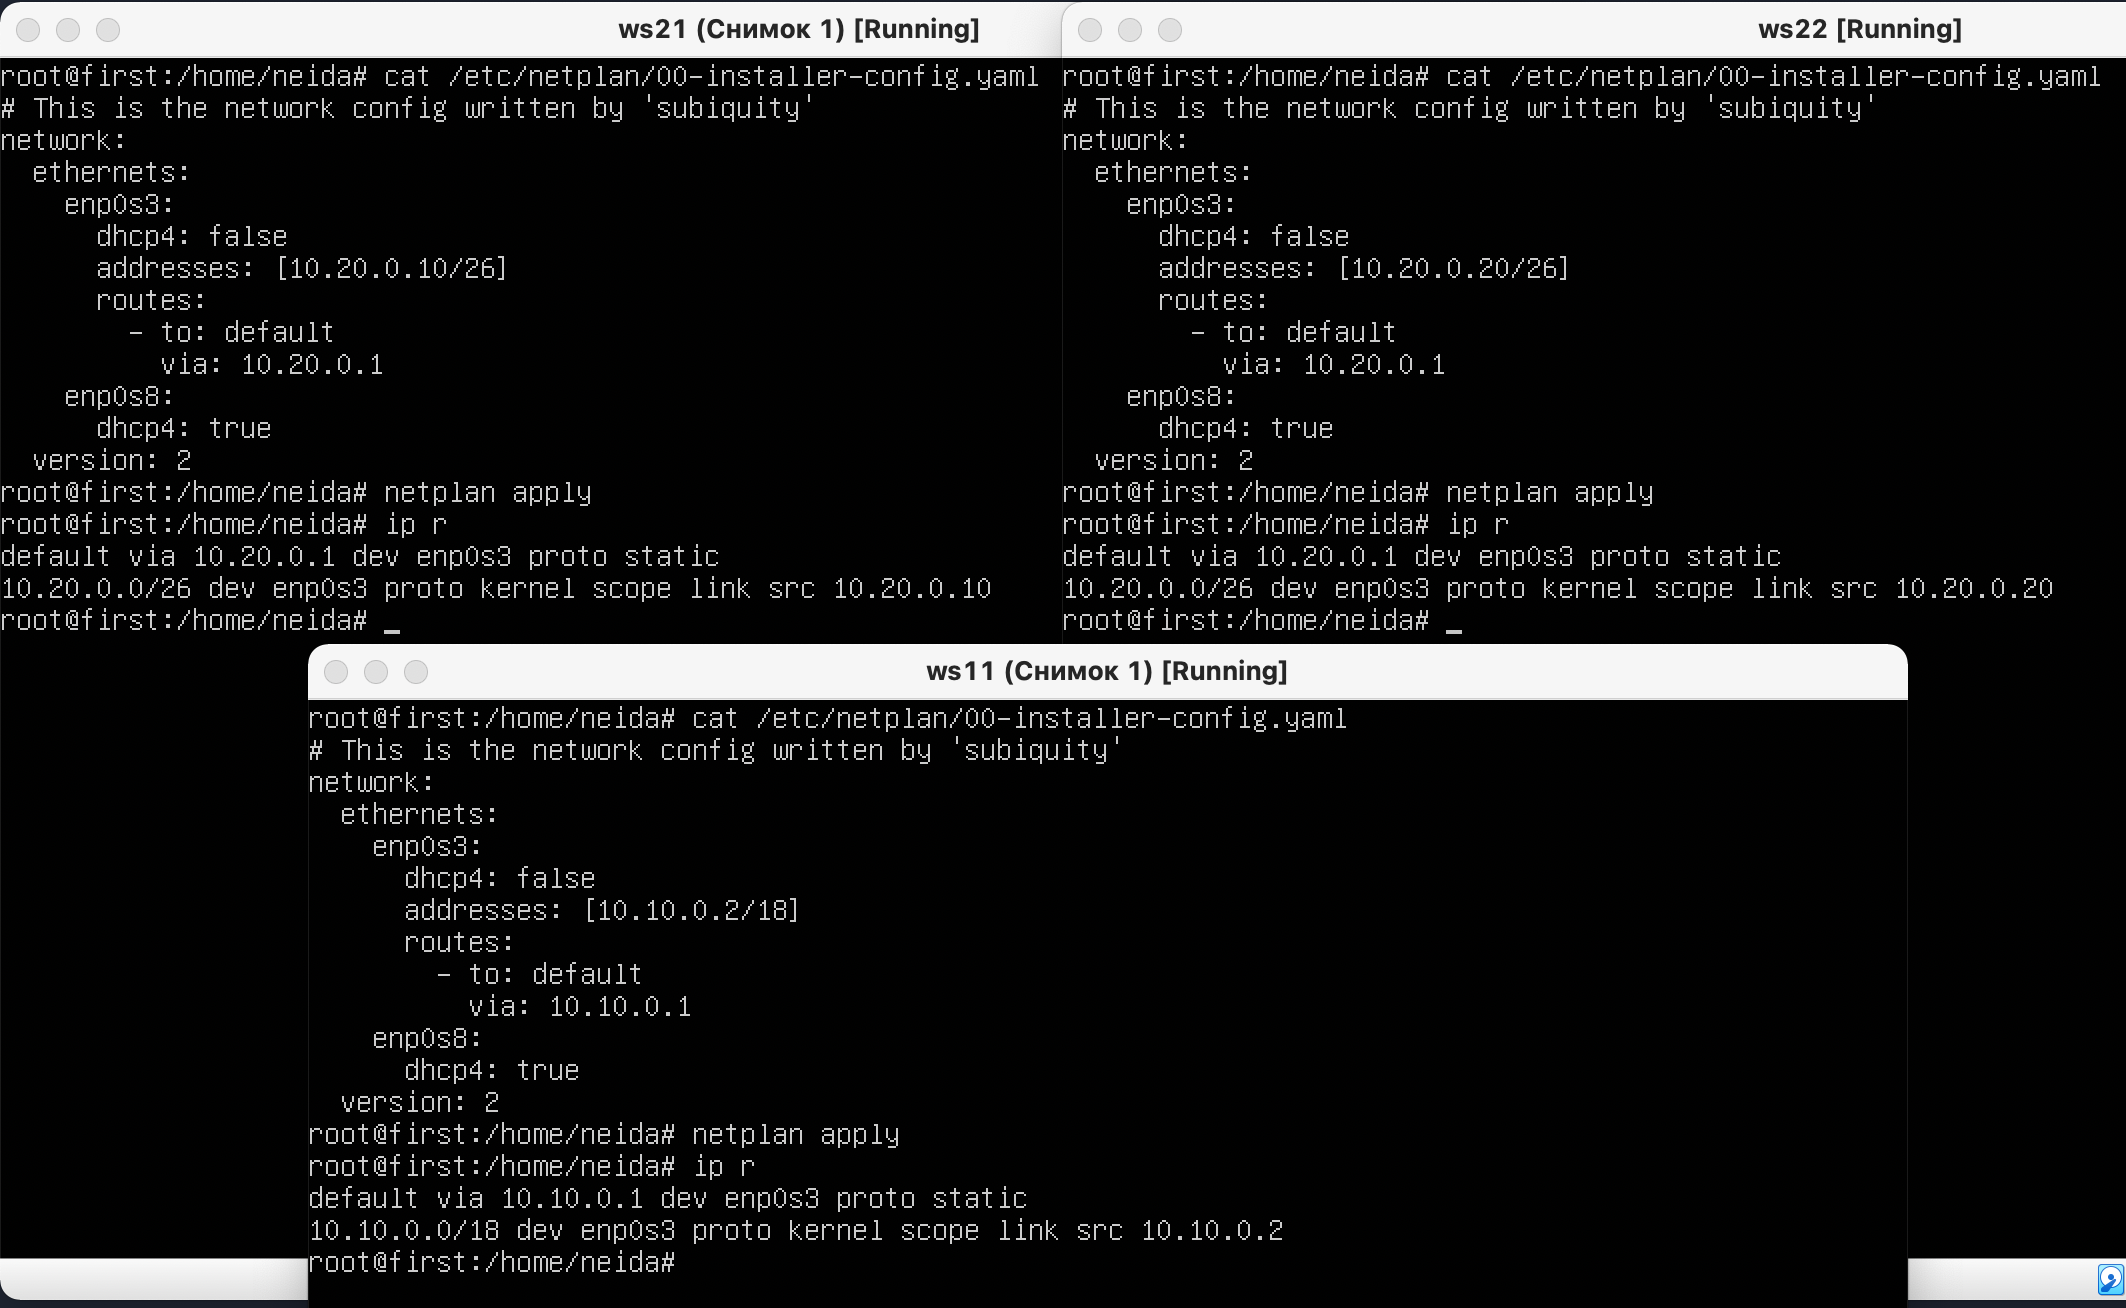 ws21 (Снимок 1) [Running]
root@first:/home/neida# cat /etc/netplan/00-installer-config.yaml
# This is the network config written by 'subiquity'
network:
  ethernets:
    enp0s3:
      dhcp4: false
      addresses: [10.20.0.10/26]
      routes:
        - to: default
          via: 10.20.0.1
    enp0s8:
      dhcp4: true
  version: 2
root@first:/home/neida# netplan apply
root@first:/home/neida# ip r
default via 10.20.0.1 dev enp0s3 proto static
10.20.0.0/26 dev enp0s3 proto kernel scope link src 10.20.0.10
root@first:/home/neida# _
ws22 [Running]
root@first:/home/neida# cat /etc/netplan/00-installer-config.yaml
# This is the network config written by 'subiquity'
network:
  ethernets:
    enp0s3:
      dhcp4: false
      addresses: [10.20.0.20/26]
      routes:
        - to: default
          via: 10.20.0.1
    enp0s8:
      dhcp4: true
  version: 2
root@first:/home/neida# netplan apply
root@first:/home/neida# ip r
default via 10.20.0.1 dev enp0s3 proto static
10.20.0.0/26 dev enp0s3 proto kernel scope link src 10.20.0.20
root@first:/home/neida# _
ws11 (Снимок 1) [Running]
root@first:/home/neida# cat /etc/netplan/00-installer-config.yaml
# This is the network config written by 'subiquity'
network:
  ethernets:
    enp0s3:
      dhcp4: false
      addresses: [10.10.0.2/18]
      routes:
        - to: default
          via: 10.10.0.1
    enp0s8:
      dhcp4: true
  version: 2
root@first:/home/neida# netplan apply
root@first:/home/neida# ip r
default via 10.10.0.1 dev enp0s3 proto static
10.10.0.0/18 dev enp0s3 proto kernel scope link src 10.10.0.2
root@first:/home/neida#